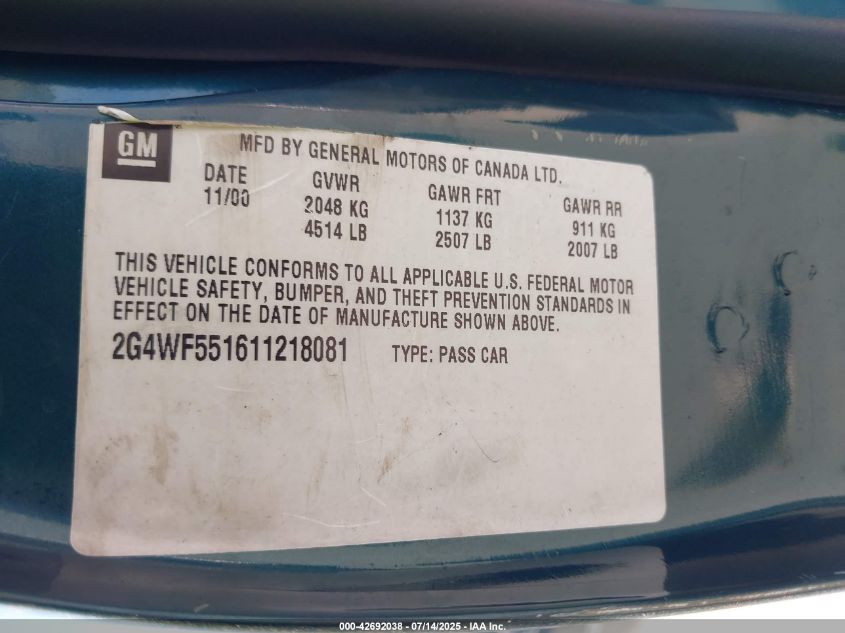 GM
MFD BY GENERAL MOTORS OF CANADA LTD.
DATE GVWR GAWR FRT GAWR RR
11/00 2048 KG 1137 KG 911 KG
4514 LB 2507 LB 2007 LB
THIS VEHICLE CONFORMS TO ALL APPLICABLE U.S. FEDERAL MOTOR
VEHICLE SAFETY, BUMPER, AND THEFT PREVENTION STANDARDS IN
EFFECT ON THE DATE OF MANUFACTURE SHOWN ABOVE.
2G4WF551611218081 TYPE: PASS CAR
000-42692038 - 07/14/2025 - IAA Inc.